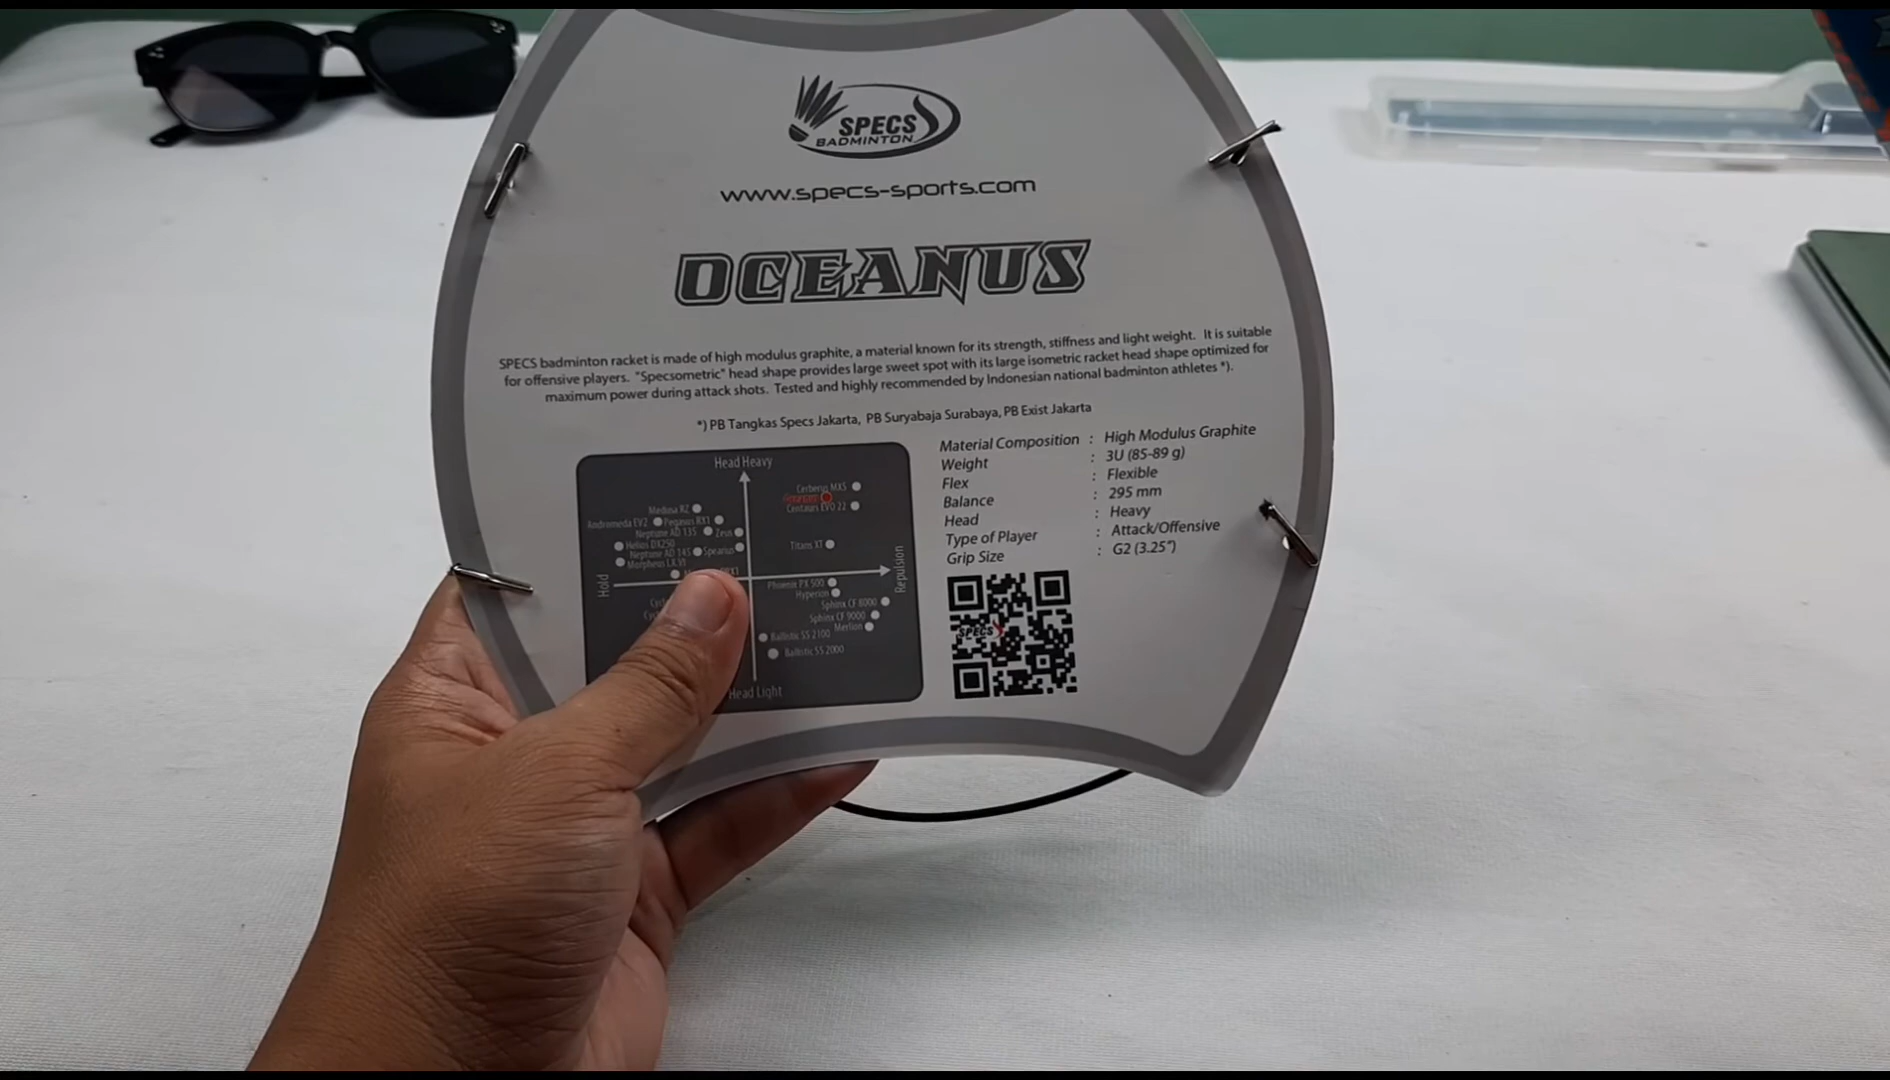 SPECS
BADMINTON
www.specs-sports.com
OCEANUS
SPECS badminton racket is made of high modulus graphite, a material known for its strength, stiffness and light weight. It is suitable
for offensive players. "Specsometric" head shape provides large sweet spot with its large isometric racket head shape optimized for
maximum power during attack shots. Tested and highly recommended by Indonesian national badminton athletes *).
*) PB Tangkas Specs Jakarta, PB Suryabaja Surabaya, PB Exist Jakarta
Material Composition : High Modulus Graphite
Weight : 3U (85-89 g)
Flex : Flexible
Balance : 295 mm
Head : Heavy
Type of Player : Attack/Offensive
Grip Size : G2 (3.25")
Head Heavy
Cerberus MX5
Oceanus
Centaurs EVO 22
Medusa RZ
Andromeda EV2
Pegasus RX1
Neptune AD 135
Zeus
Helios DX250
Neptune AD 145
Spearius
Morpheus LX VI
Titans XT
Hold
Repulsion
Phoenix PX 500
Hyperion
Sphinx CF 8000
Sphinx CF 9000
Merlion
Ballistic SS 2100
Ballistic SS 2000
Head Light
SPECS